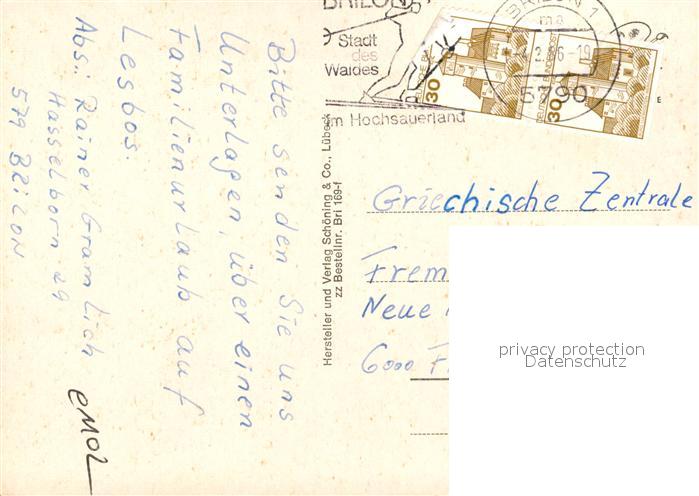 Bitte senden Sie uns
Unterlagen über einen
Familienurlaub auf
Lesbos.
Abs.: Rainer Gramlich
Hasselborn 29
579 BRILON
Hersteller und Verlag Schöning & Co., Lübeck
zz Bestellnr. Bri 169-f
BRILON
Stadt
des
Waldes
im Hochsauerland
BRILON 1
5790
30
30
Griechische Zentrale
Frem
Neue
6000 F
privacy protection
Datenschutz